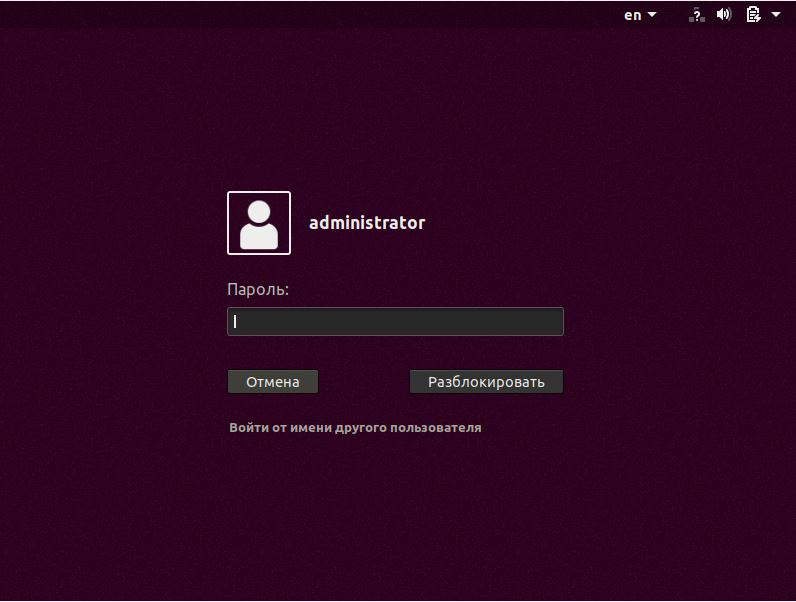 en
administrator
Пароль:
Отмена Разблокировать
Войти от имени другого пользователя